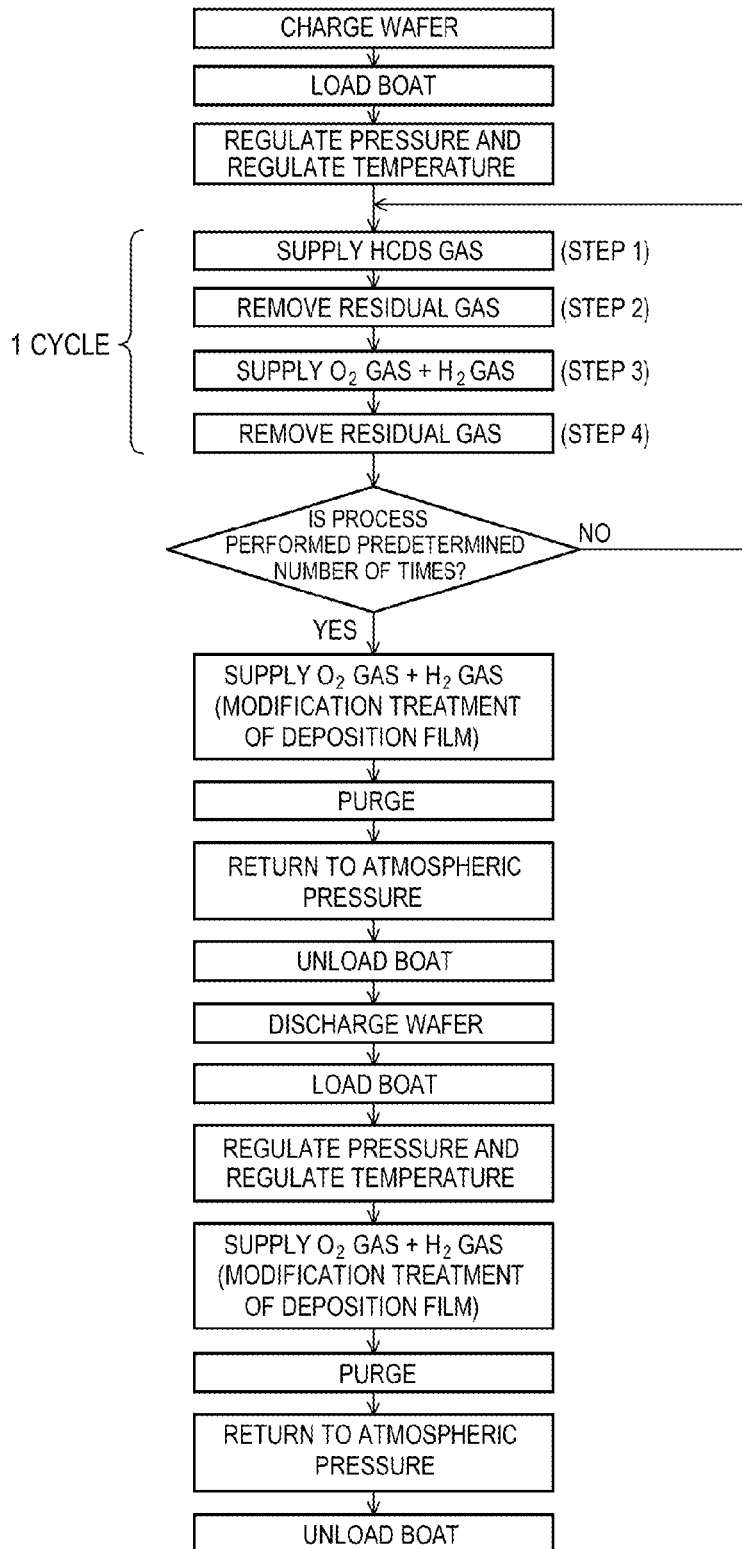 CHARGE WAFER
LOAD BOAT
REGULATE PRESSURE AND
REGULATE TEMPERATURE
1 CYCLE
SUPPLY HCDS GAS (STEP 1)
REMOVE RESIDUAL GAS (STEP 2)
SUPPLY O₂ GAS + H₂ GAS (STEP 3)
REMOVE RESIDUAL GAS (STEP 4)
IS PROCESS
PERFORMED PREDETERMINED
NUMBER OF TIMES?
NO
YES
SUPPLY O₂ GAS + H₂ GAS
(MODIFICATION TREATMENT
OF DEPOSITION FILM)
PURGE
RETURN TO ATMOSPHERIC
PRESSURE
UNLOAD BOAT
DISCHARGE WAFER
LOAD BOAT
REGULATE PRESSURE AND
REGULATE TEMPERATURE
SUPPLY O₂ GAS + H₂ GAS
(MODIFICATION TREATMENT
OF DEPOSITION FILM)
PURGE
RETURN TO ATMOSPHERIC
PRESSURE
UNLOAD BOAT